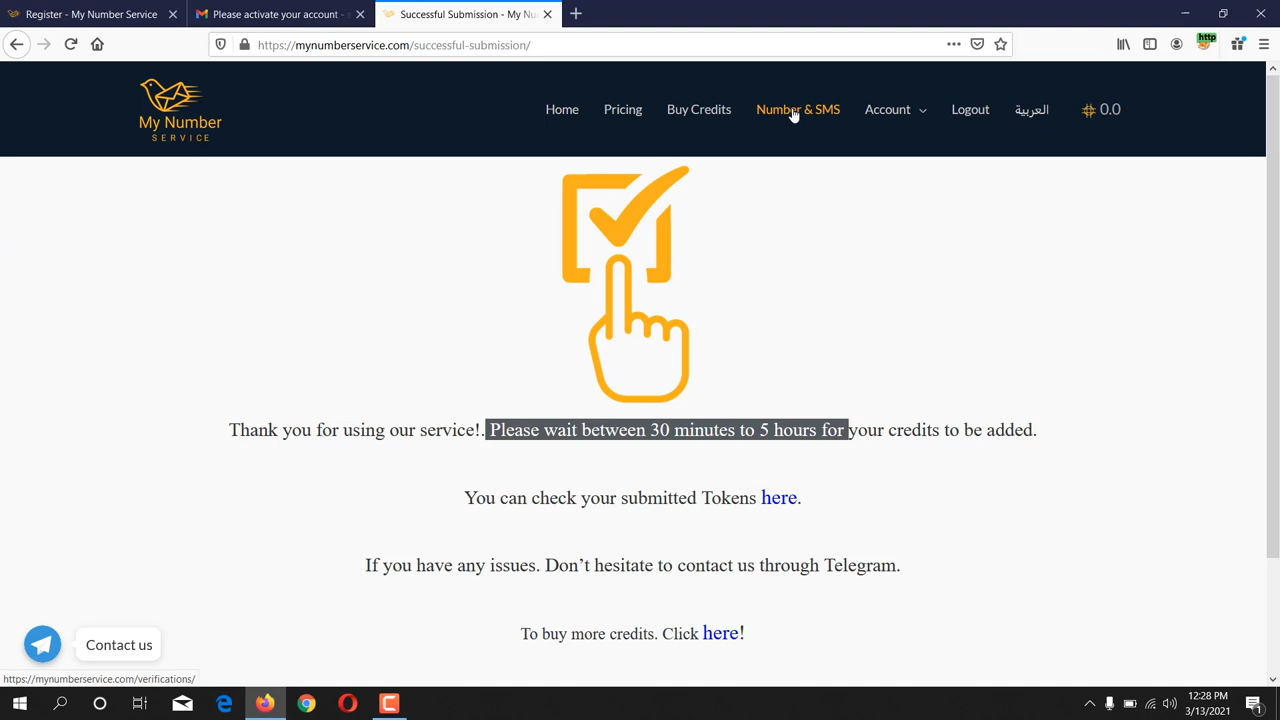 Register - My Number Service
Please activate your account -
Successful Submission - My Nu
https://mynumberservice.com/successful-submission/
http
My Number
SERVICE
Home
Pricing
Buy Credits
Number & SMS
Account
Logout
العربية
0.0
Thank you for using our service!. Please wait between 30 minutes to 5 hours for your credits to be added.
You can check your submitted Tokens here.
If you have any issues. Don’t hesitate to contact us through Telegram.
To buy more credits. Click here!
Contact us
https://mynumberservice.com/verifications/
12:28 PM
3/13/2021
1